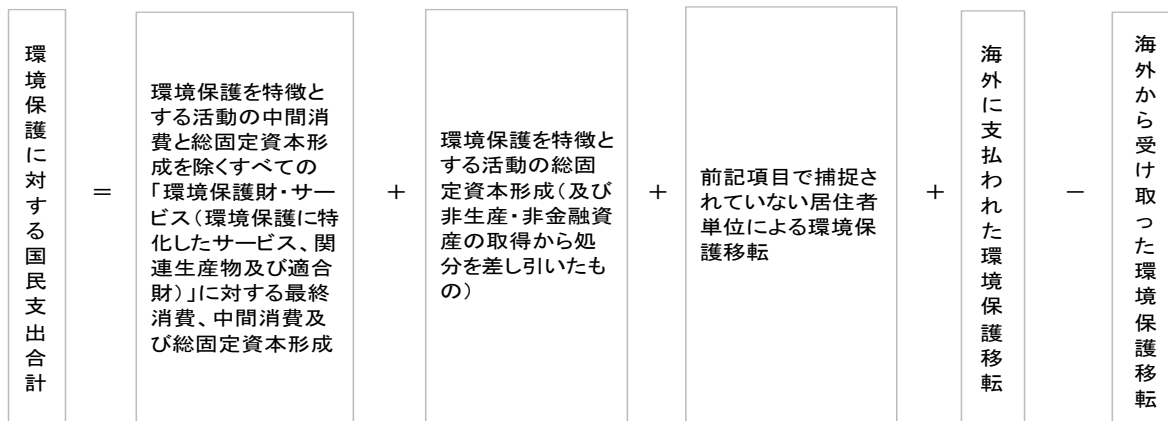 環境保護に対する国民支出合計
＝
環境保護を特徴と
する活動の中間消
費と総固定資本形
成を除くすべての
「環境保護財・サー
ビス（環境保護に特
化したサービス、関
連生産物及び適合
財）」に対する最終
消費、中間消費及
び総固定資本形成
＋
環境保護を特徴と
する活動の総固
定資本形成（及び
非生産・非金融資
産の取得から処
分を差し引いたも
の）
＋
前記項目で捕捉さ
れていない居住者
単位による環境保
護移転
＋
海外に支払われた環境保護移転
－
海外から受け取った環境保護移転